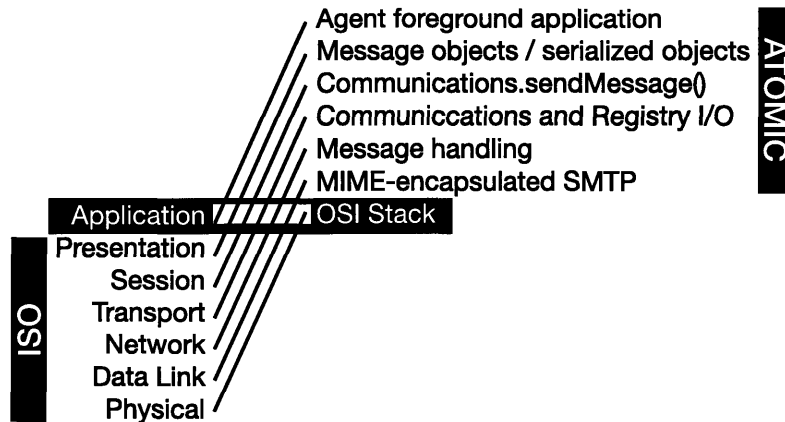 Agent foreground application
Message objects / serialized objects
Communications.sendMessage()
Communiccations and Registry I/O
Message handling
MIME-encapsulated SMTP
ATOMIC
Application OSI Stack
Presentation
Session
Transport
Network
Data Link
Physical
ISO